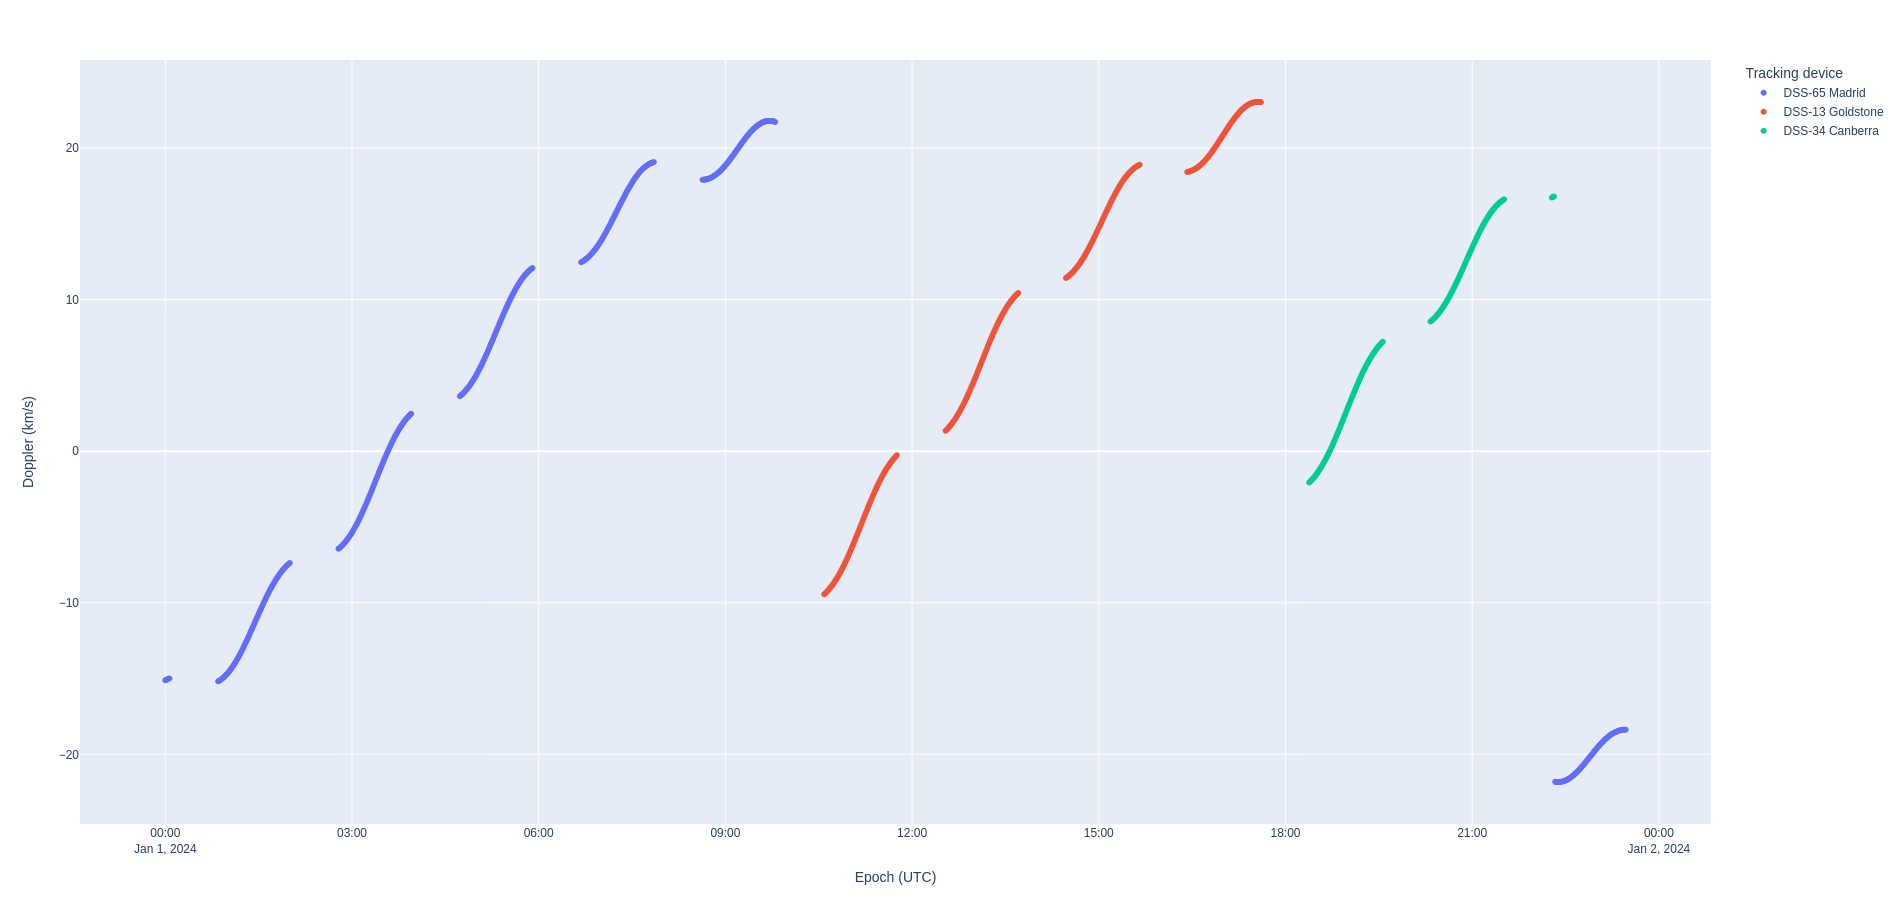 Tracking device
DSS-65 Madrid
DSS-13 Goldstone
DSS-34 Canberra
20
10
0
−10
−20
Doppler (km/s)
00:00 03:00 06:00 09:00 12:00 15:00 18:00 21:00 00:00
Jan 1, 2024 Jan 2, 2024
Epoch (UTC)